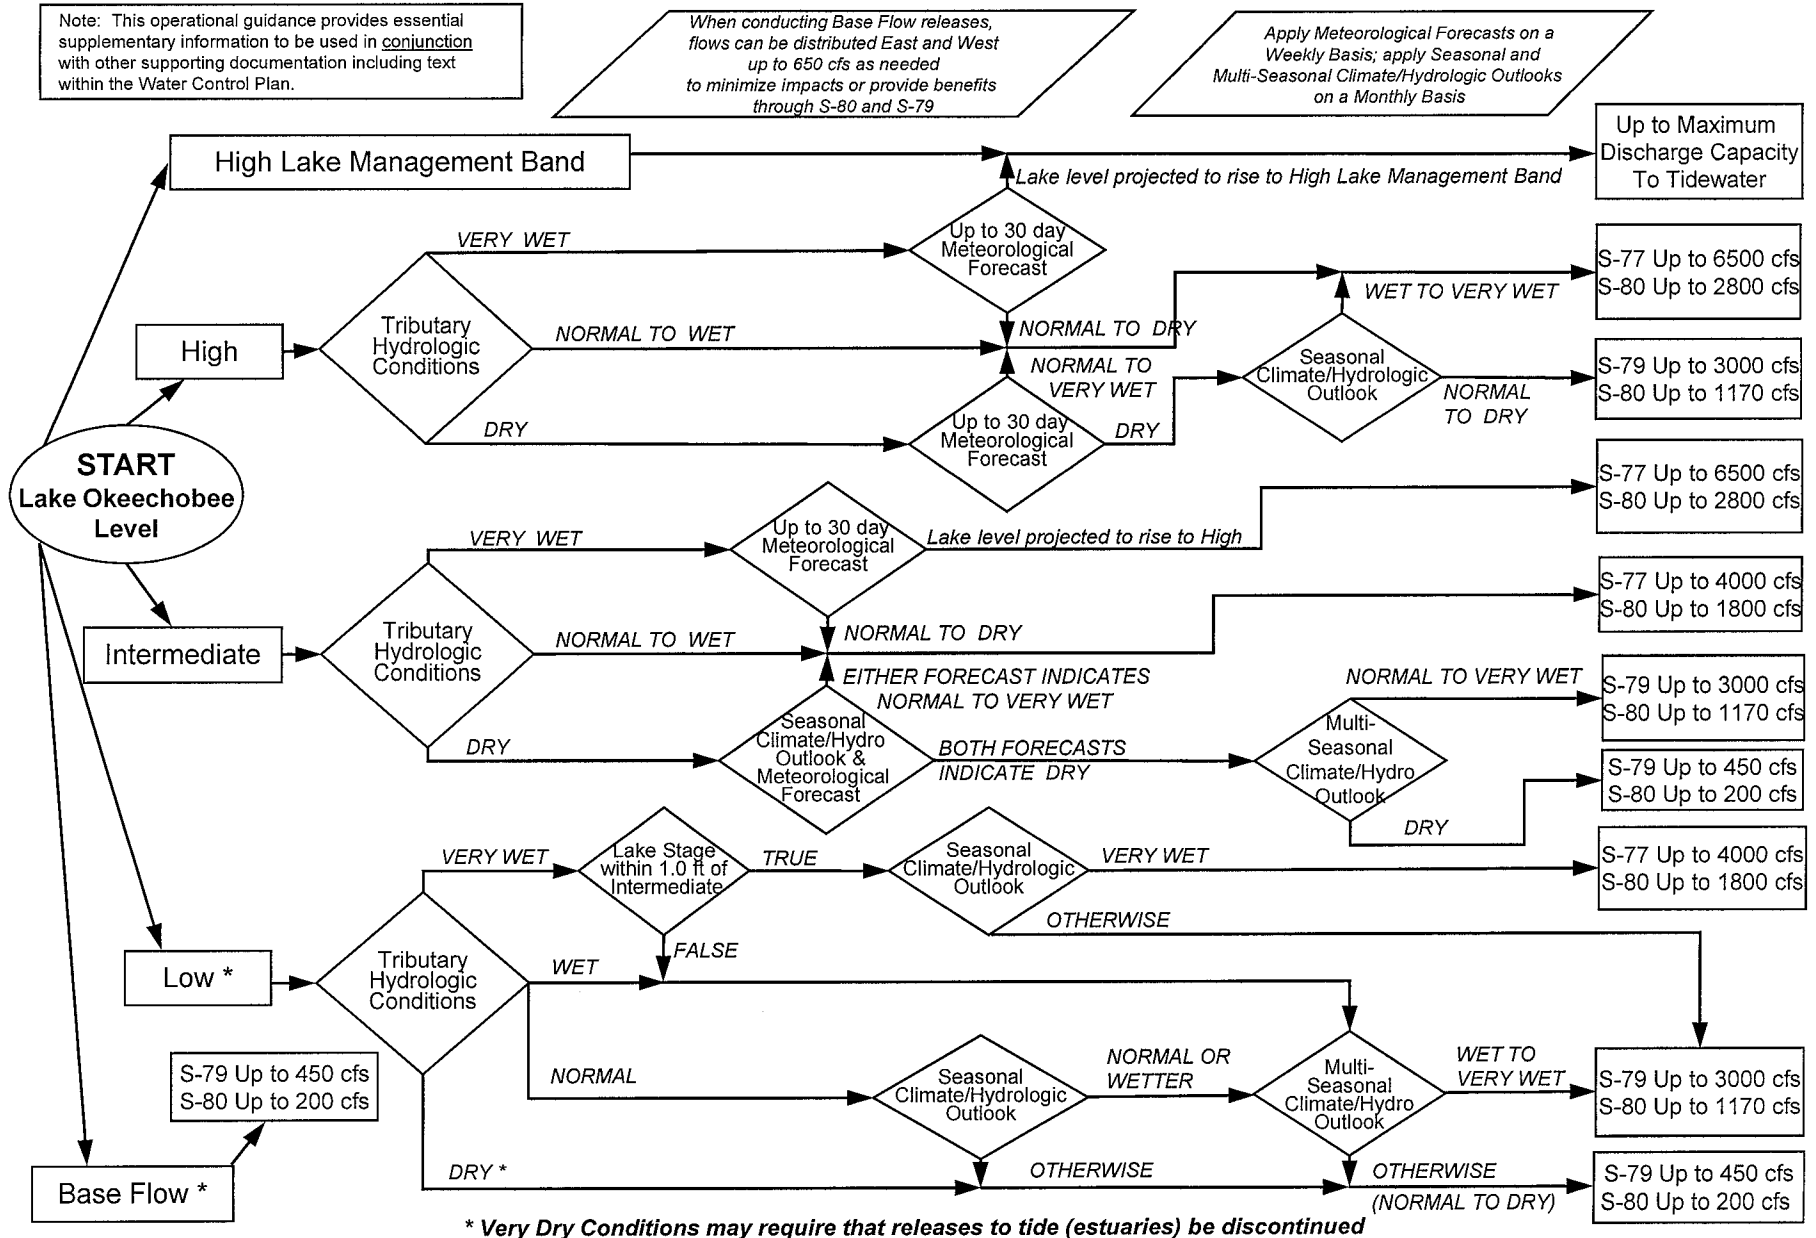 Note: This operational guidance provides essential
supplementary information to be used in conjunction
with other supporting documentation including text
within the Water Control Plan.
When conducting Base Flow releases,
flows can be distributed East and West
up to 650 cfs as needed
to minimize impacts or provide benefits
through S-80 and S-79
Apply Meteorological Forecasts on a
Weekly Basis; apply Seasonal and
Multi-Seasonal Climate/Hydrologic Outlooks
on a Monthly Basis
High Lake Management Band
Up to Maximum
Discharge Capacity
To Tidewater
Lake level projected to rise to High Lake Management Band
VERY WET
Up to 30 day
Meteorological
Forecast
S-77 Up to 6500 cfs
S-80 Up to 2800 cfs
WET TO VERY WET
High
Tributary
Hydrologic
Conditions
NORMAL TO WET
NORMAL TO DRY
NORMAL TO
VERY WET
Seasonal
Climate/Hydrologic
Outlook
NORMAL
TO DRY
S-79 Up to 3000 cfs
S-80 Up to 1170 cfs
DRY
Up to 30 day
Meteorological
Forecast
DRY
START
Lake Okeechobee
Level
S-77 Up to 6500 cfs
S-80 Up to 2800 cfs
VERY WET
Up to 30 day
Meteorological
Forecast
Lake level projected to rise to High
S-77 Up to 4000 cfs
S-80 Up to 1800 cfs
Intermediate
Tributary
Hydrologic
Conditions
NORMAL TO WET
NORMAL TO DRY
EITHER FORECAST INDICATES
NORMAL TO VERY WET
NORMAL TO VERY WET
S-79 Up to 3000 cfs
S-80 Up to 1170 cfs
DRY
Seasonal
Climate/Hydro
Outlook &
Meteorological
Forecast
BOTH FORECASTS
INDICATE DRY
Multi-
Seasonal
Climate/Hydro
Outlook
DRY
S-79 Up to 450 cfs
S-80 Up to 200 cfs
VERY WET
Lake Stage
within 1.0 ft of
Intermediate
TRUE
Seasonal
Climate/Hydrologic
Outlook
VERY WET
S-77 Up to 4000 cfs
S-80 Up to 1800 cfs
OTHERWISE
FALSE
Low *
Tributary
Hydrologic
Conditions
WET
NORMAL
Seasonal
Climate/Hydrologic
Outlook
NORMAL OR
WETTER
Multi-
Seasonal
Climate/Hydro
Outlook
WET TO
VERY WET
S-79 Up to 3000 cfs
S-80 Up to 1170 cfs
S-79 Up to 450 cfs
S-80 Up to 200 cfs
Base Flow *
DRY *
OTHERWISE
OTHERWISE
(NORMAL TO DRY)
S-79 Up to 450 cfs
S-80 Up to 200 cfs
* Very Dry Conditions may require that releases to tide (estuaries) be discontinued